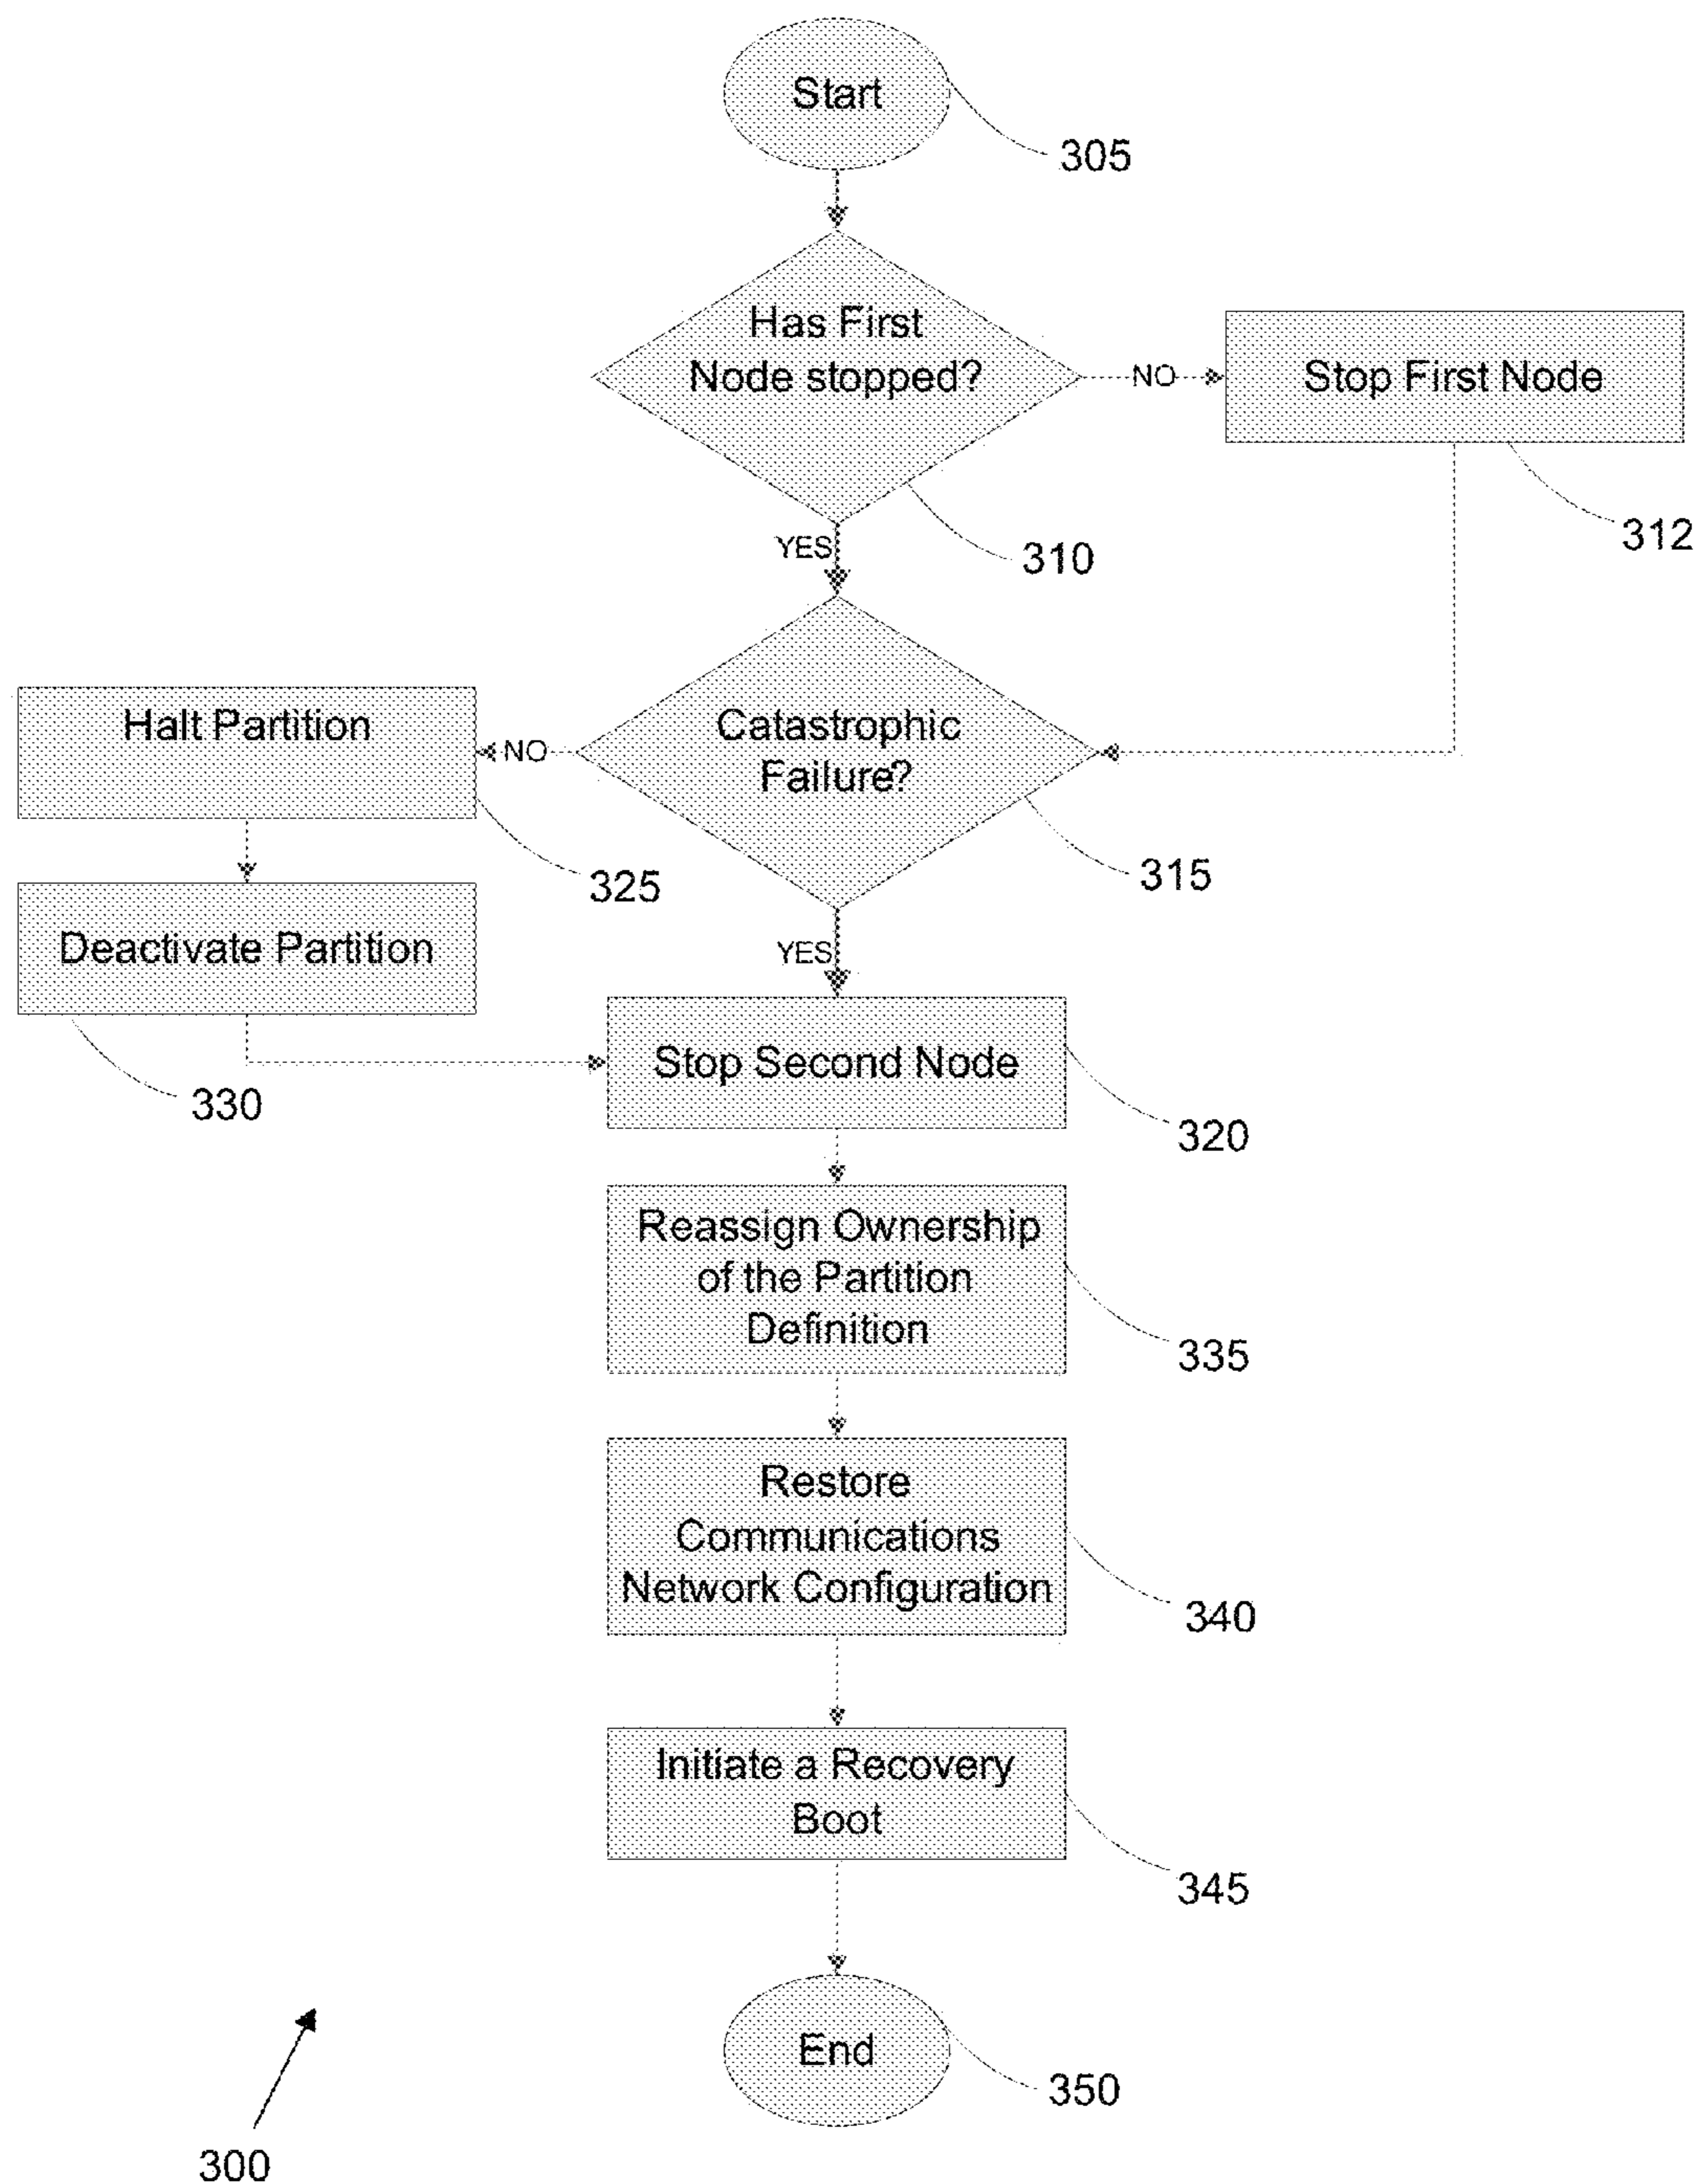 Start
305
Has First
Node stopped?
NO
Stop First Node
312
YES
310
Halt Partition
NO
Catastrophic
Failure?
325
315
Deactivate Partition
YES
330
Stop Second Node
320
Reassign Ownership
of the Partition
Definition
335
Restore
Communications
Network Configuration
340
Initiate a Recovery
Boot
345
End
350
300